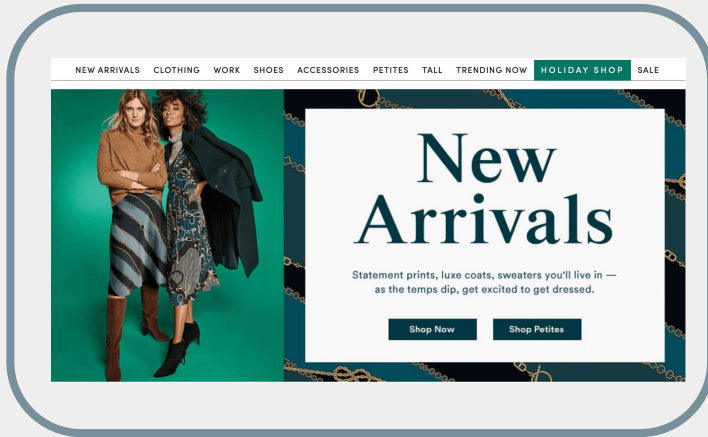 NEW ARRIVALS CLOTHING WORK SHOES ACCESSORIES PETITES TALL TRENDING NOW HOLIDAY SHOP SALE
New
Arrivals
Statement prints, luxe coats, sweaters you'll live in —
as the temps dip, get excited to get dressed.
Shop Now Shop Petites